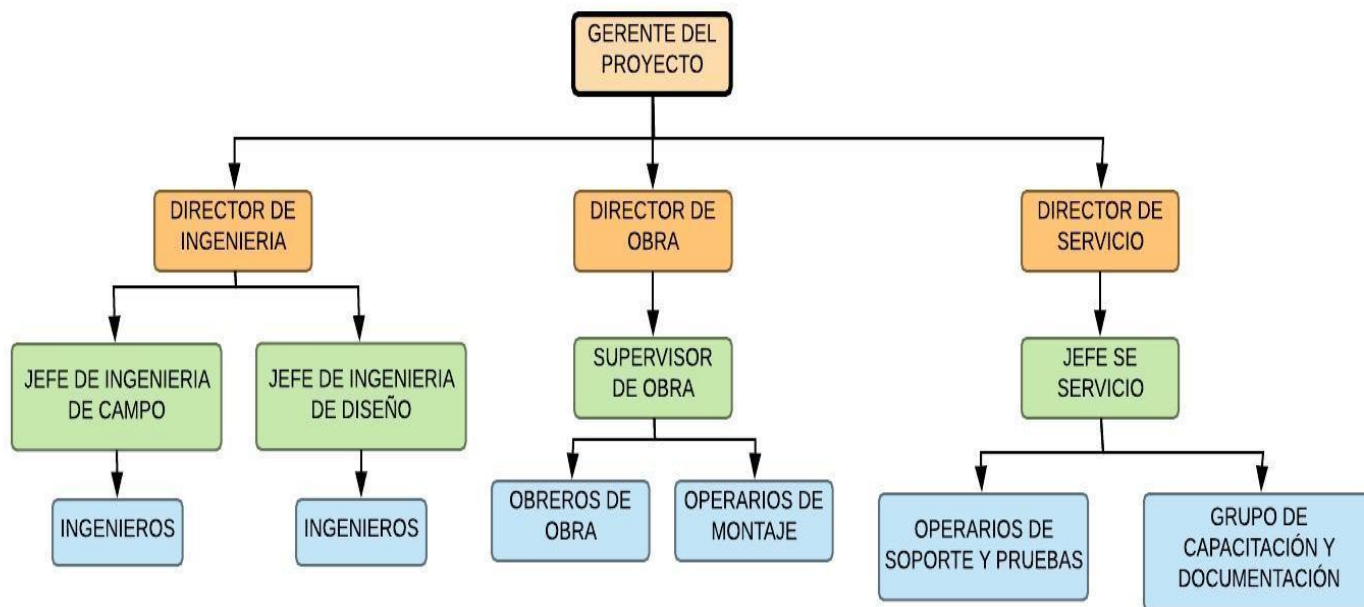 GERENTE DEL
PROYECTO
DIRECTOR DE
INGENIERIA
DIRECTOR DE
OBRA
DIRECTOR DE
SERVICIO
JEFE DE INGENIERIA
DE CAMPO
JEFE DE INGENIERIA
DE DISEÑO
SUPERVISOR
DE OBRA
JEFE SE
SERVICIO
INGENIEROS
INGENIEROS
OBREROS DE
OBRA
OPERARIOS DE
MONTAJE
OPERARIOS DE
SOPORTE Y PRUEBAS
GRUPO DE
CAPACITACIÓN Y
DOCUMENTACIÓN